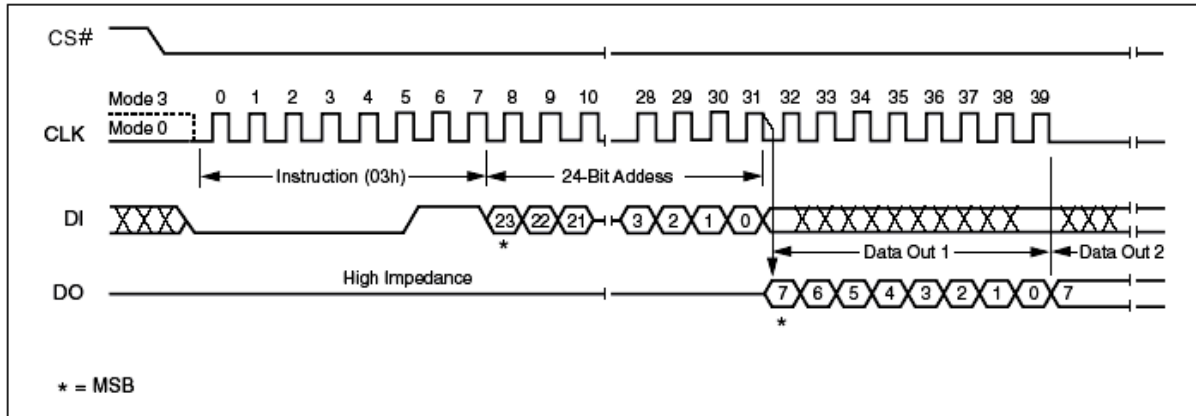 CS#
Mode 3
0 1 2 3 4 5 6 7 8 9 10 28 29 30 31 32 33 34 35 36 37 38 39
Mode 0
CLK
Instruction (03h) 24-Bit Addess
DI 23 22 21 3 2 1 0
*
Data Out 1 Data Out 2
High Impedance
DO 7 6 5 4 3 2 1 0 7
*
* = MSB